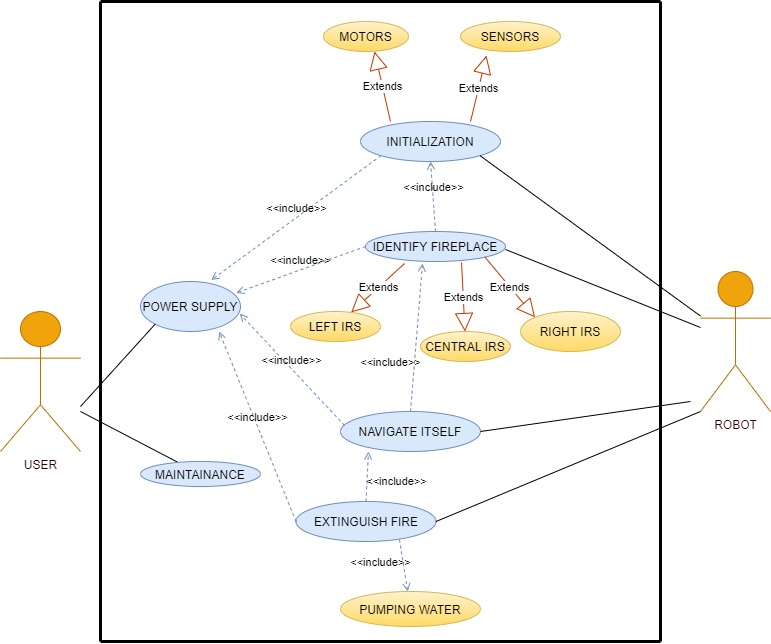 MOTORS
SENSORS
Extends
Extends
INITIALIZATION
<<include>>
<<include>>
IDENTIFY FIREPLACE
<<include>>
Extends
Extends
Extends
POWER SUPPLY
LEFT IRS
CENTRAL IRS
RIGHT IRS
<<include>>
<<include>>
<<include>>
NAVIGATE ITSELF
ROBOT
USER
MAINTAINANCE
<<include>>
EXTINGUISH FIRE
<<include>>
PUMPING WATER